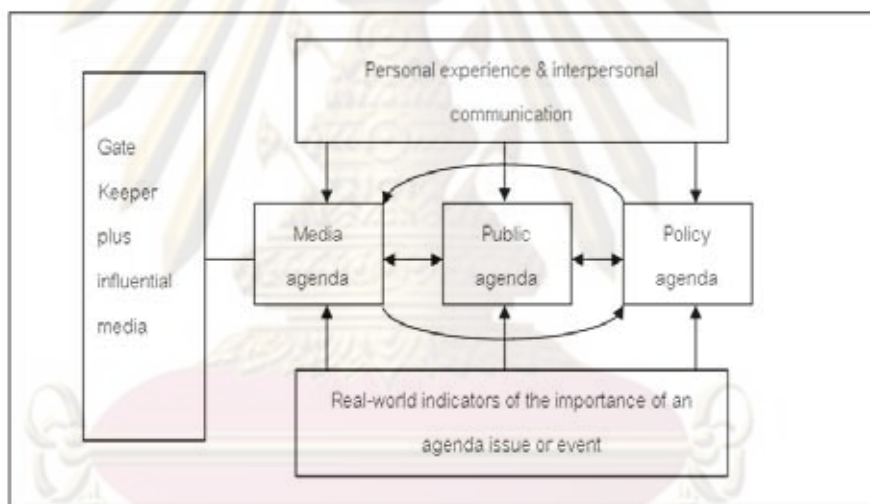 Personal experience & interpersonal
communication
Gate
Keeper
plus
influential
media
Media
agenda
Public
agenda
Policy
agenda
Real-world indicators of the importance of an
agenda issue or event